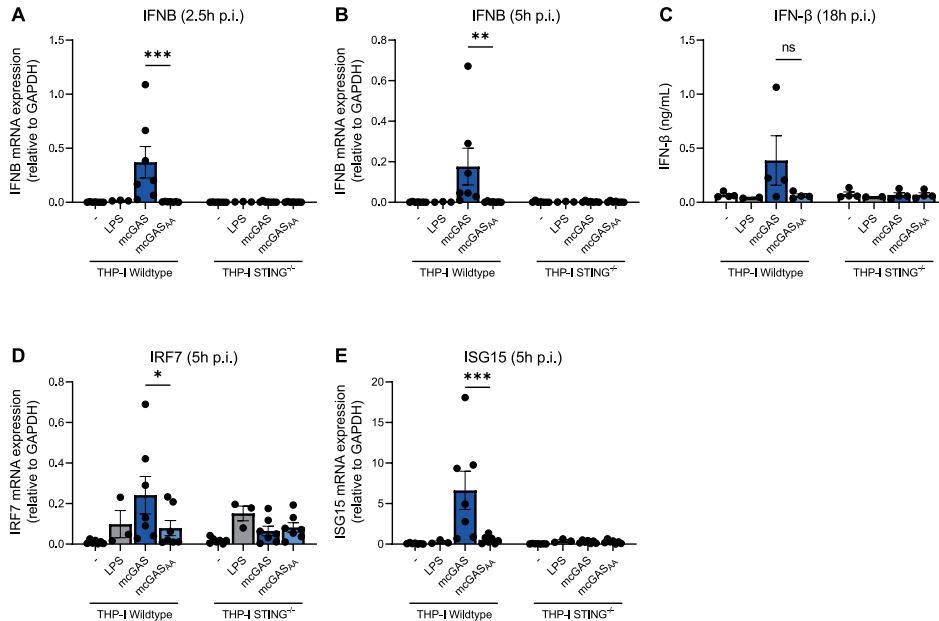 A
IFNB (2.5h p.i.)
IFNB mRNA expression
(relative to GAPDH)
1.5
1.0
0.5
0.0
***
- LPS mcGAS mcGASAA - LPS mcGAS mcGASAA
THP-I Wildtype THP-I STING-/-
B
IFNB (5h p.i.)
IFNB mRNA expression
(relative to GAPDH)
0.8
0.6
0.4
0.2
0.0
**
- LPS mcGAS mcGASAA - LPS mcGAS mcGASAA
THP-I Wildtype THP-I STING-/-
C
IFN-β (18h p.i.)
IFN-β (ng/mL)
1.5
1.0
0.5
0.0
ns
- LPS mcGAS mcGASAA - LPS mcGAS mcGASAA
THP-I Wildtype THP-I STING-/-
D
IRF7 (5h p.i.)
IRF7 mRNA expression
(relative to GAPDH)
0.8
0.6
0.4
0.2
0.0
*
- LPS mcGAS mcGASAA - LPS mcGAS mcGASAA
THP-I Wildtype THP-I STING-/-
E
ISG15 (5h p.i.)
ISG15 mRNA expression
(relative to GAPDH)
20
15
10
5
0
***
- LPS mcGAS mcGASAA - LPS mcGAS mcGASAA
THP-I Wildtype THP-I STING-/-